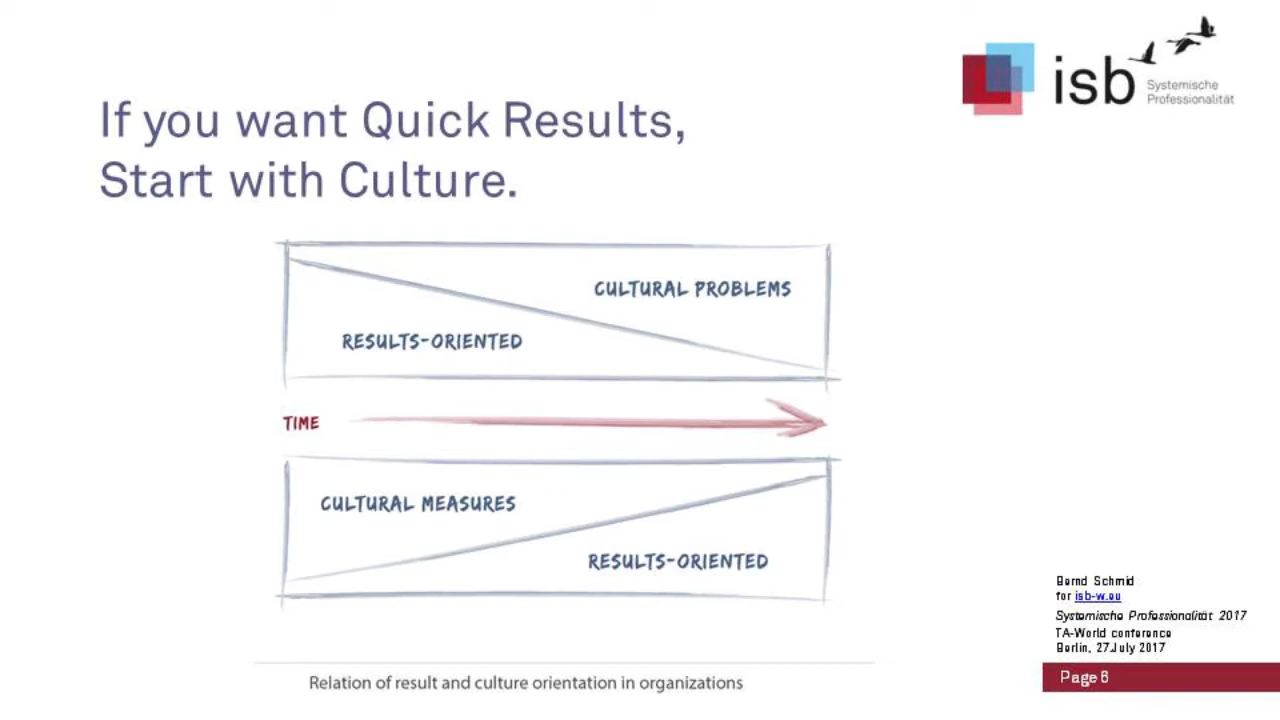 isb
Systemische
Professionalität
If you want Quick Results,
Start with Culture.
CULTURAL PROBLEMS
RESULTS-ORIENTED
TIME
CULTURAL MEASURES
RESULTS-ORIENTED
Relation of result and culture orientation in organizations
Bernd Schmid
for isb-w.eu
Systemische Professionalität 2017
TA-World conference
Berlin, 27.July 2017
Page 6